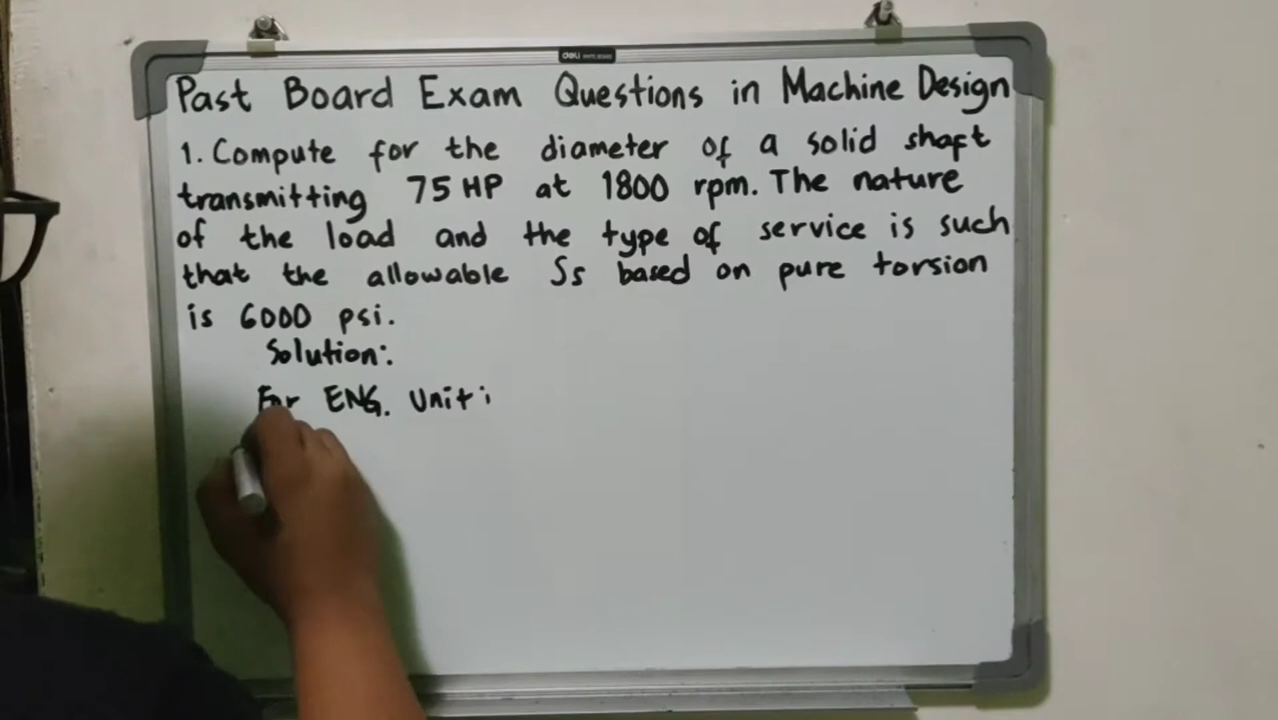 deli
Past Board Exam Questions in Machine Design
1. Compute for the diameter of a solid shaft
transmitting 75 HP at 1800 rpm. The nature
of the load and the type of service is such
that the allowable Ss based on pure torsion
is 6000 psi.
Solution:
For ENG. Unit: